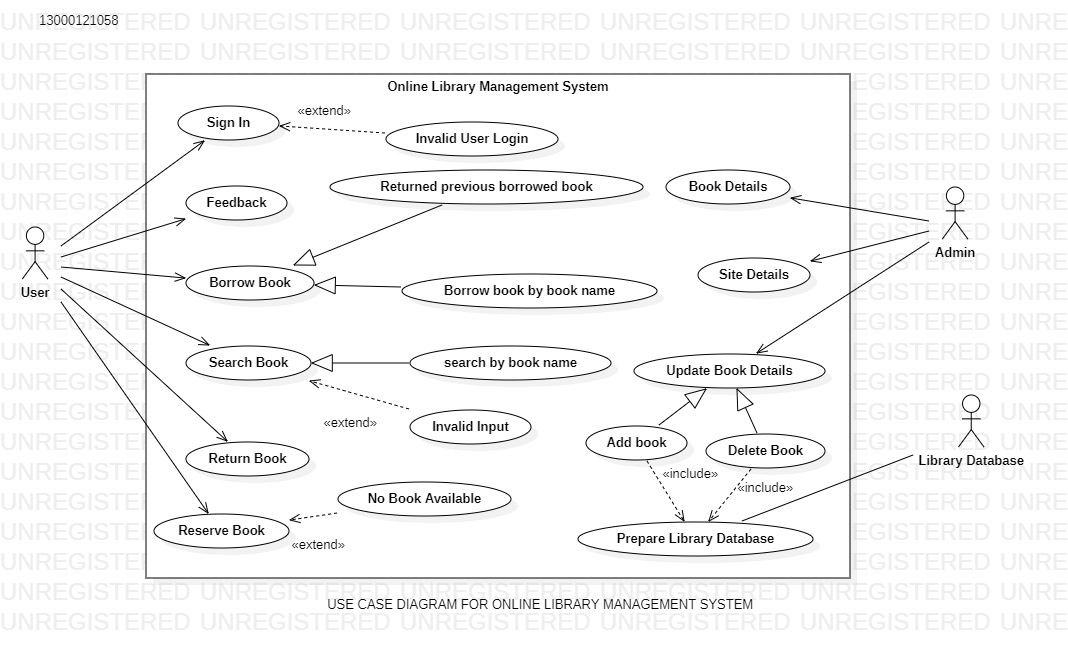 13000121058
UNREGISTERED UNREGISTERED UNREGISTERED UNREGISTERED UNREGISTERED UNRE
Online Library Management System
Sign In
«extend»
Invalid User Login
Returned previous borrowed book
Book Details
Feedback
User
Admin
Borrow Book
Borrow book by book name
Site Details
Search Book
search by book name
Update Book Details
«extend»
Invalid Input
Add book
Delete Book
Library Database
Return Book
«include»
«include»
No Book Available
Reserve Book
«extend»
Prepare Library Database
USE CASE DIAGRAM FOR ONLINE LIBRARY MANAGEMENT SYSTEM